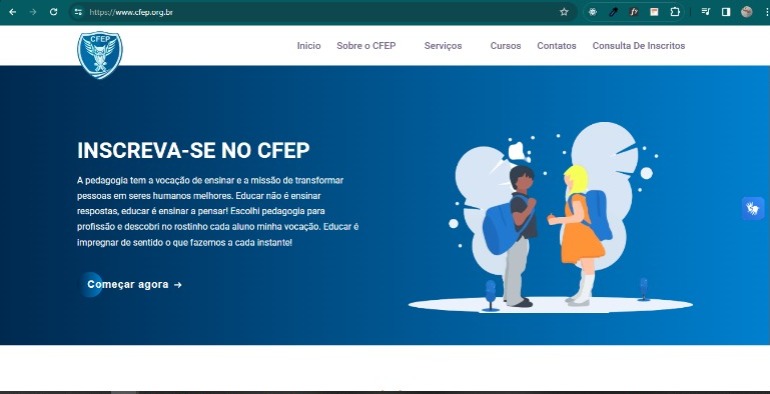 https://www.cfep.org.br
CFEP
Inicio Sobre o CFEP Serviços Cursos Contatos Consulta De Inscritos
INSCREVA-SE NO CFEP
A pedagogia tem a vocação de ensinar e a missão de transformar
pessoas em seres humanos melhores. Educar não é ensinar
respostas, educar é ensinar a pensar! Escolhi pedagogia para
profissão e descobri no rostinho cada aluno minha vocação. Educar é
impregnar de sentido o que fazemos a cada instante!
Começar agora →